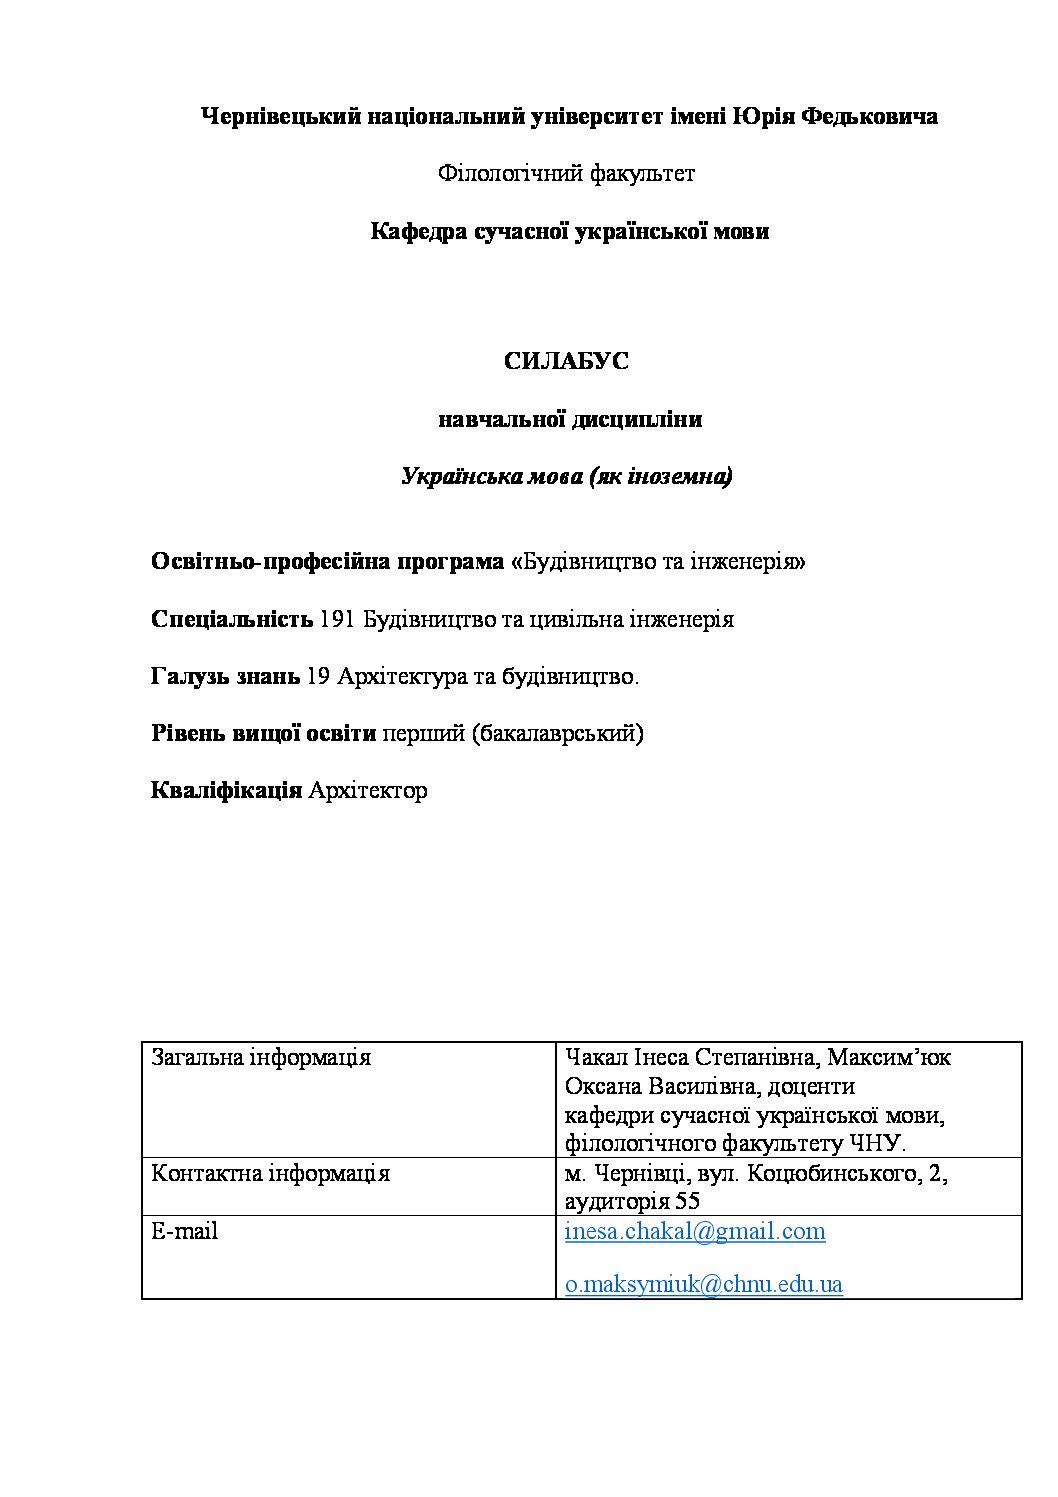 Чернівецький національний університет імені Юрія Федьковича
Філологічний факультет
Кафедра сучасної української мови
СИЛАБУС
навчальної дисципліни
Українська мова (як іноземна)
Освітньо-професійна програма «Будівництво та інженерія»
Спеціальність 191 Будівництво та цивільна інженерія
Галузь знань 19 Архітектура та будівництво.
Рівень вищої освіти перший (бакалаврський)
Кваліфікація Архітектор
Загальна інформація
Чакал Інеса Степанівна, Максим’юк
Оксана Василівна, доценти
кафедри сучасної української мови,
філологічного факультету ЧНУ.
Контактна інформація
м. Чернівці, вул. Коцюбинського, 2,
аудиторія 55
E-mail
inesa.chakal@gmail.com
o.maksymiuk@chnu.edu.ua